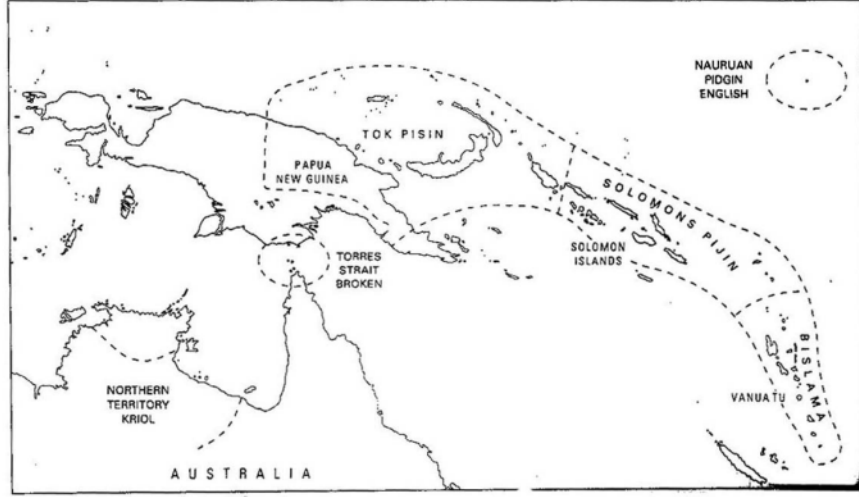 NAURUAN
PIDGIN
ENGLISH
TOK PISIN
PAPUA
NEW GUINEA
SOLOMONS PIJIN
SOLOMON
ISLANDS
TORRES
STRAIT
BROKEN
NORTHERN
TERRITORY
KRIOL
BISLAMA
VANUATU
AUSTRALIA